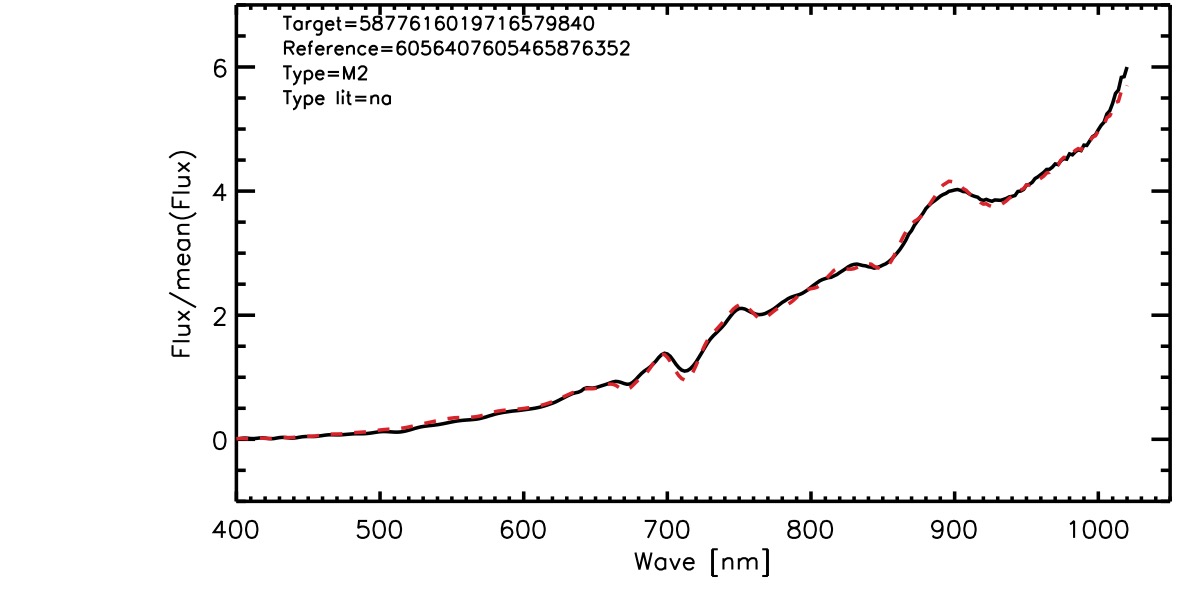 Target=5877616019716579840
Reference=6056407605465876352
Type=M2
Type lit=na
6
4
2
0
Flux/mean(Flux)
400 500 600 700 800 900 1000
Wave [nm]